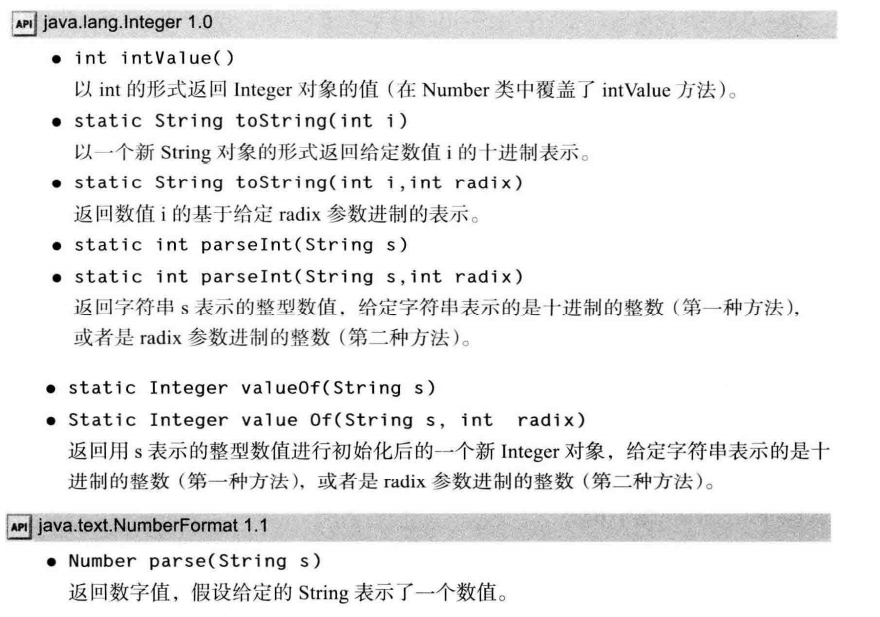 API java.lang.Integer 1.0
● int intValue()
以 int 的形式返回 Integer 对象的值（在 Number 类中覆盖了 intValue 方法）。
● static String toString(int i)
以一个新 String 对象的形式返回给定数值 i 的十进制表示。
● static String toString(int i,int radix)
返回数值 i 的基于给定 radix 参数进制的表示。
● static int parseInt(String s)
● static int parseInt(String s,int radix)
返回字符串 s 表示的整型数值，给定字符串表示的是十进制的整数（第一种方法），
或者是 radix 参数进制的整数（第二种方法）。
● static Integer valueOf(String s)
● Static Integer value Of(String s, int radix)
返回用 s 表示的整型数值进行初始化后的一个新 Integer 对象，给定字符串表示的是十
进制的整数（第一种方法），或者是 radix 参数进制的整数（第二种方法）。
API java.text.NumberFormat 1.1
● Number parse(String s)
返回数字值，假设给定的 String 表示了一个数值。